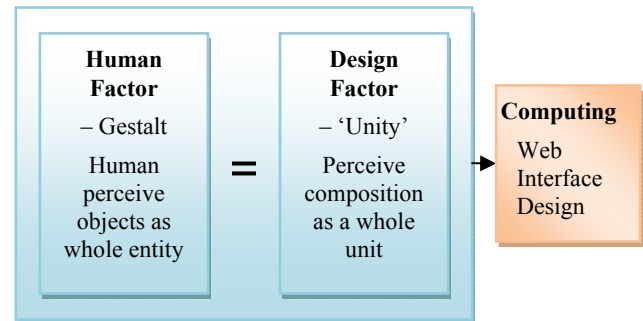 Human
Factor
– Gestalt
Human
perceive
objects as
whole entity
=
Design
Factor
– ‘Unity’
Perceive
composition
as a whole
unit
Computing
Web
Interface
Design